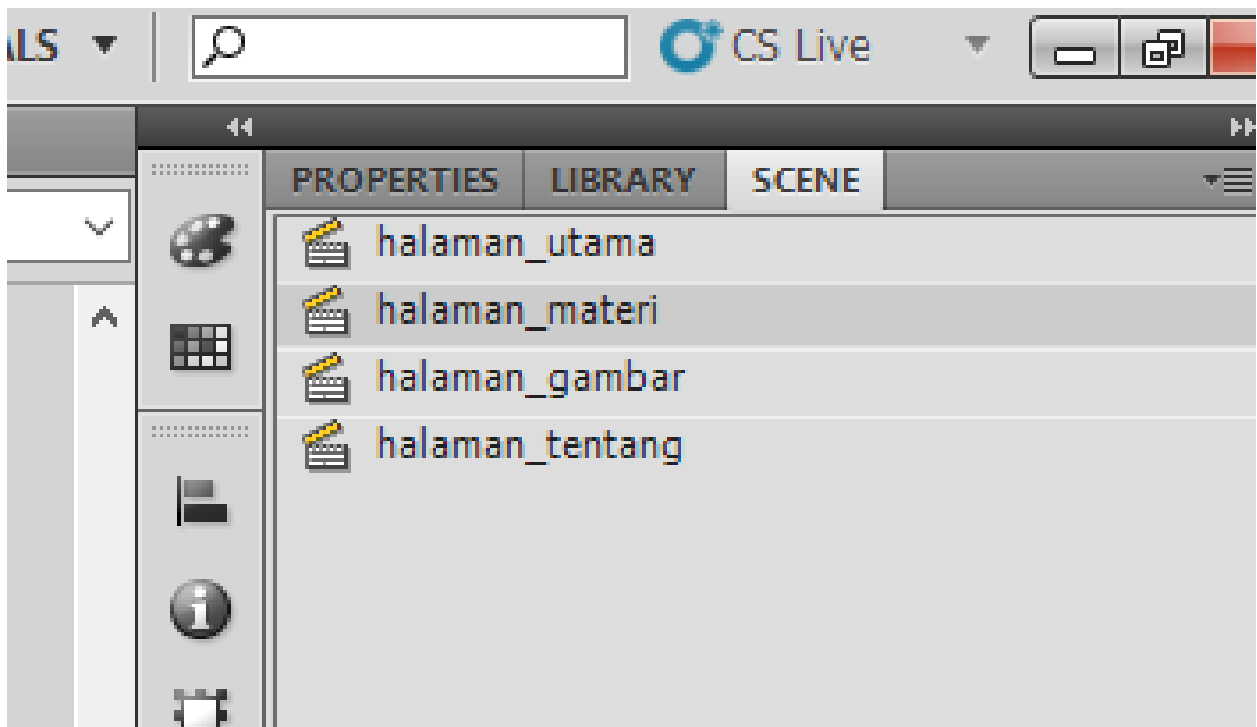 ALS
CS Live
PROPERTIES LIBRARY SCENE
halaman_utama
halaman_materi
halaman_gambar
halaman_tentang